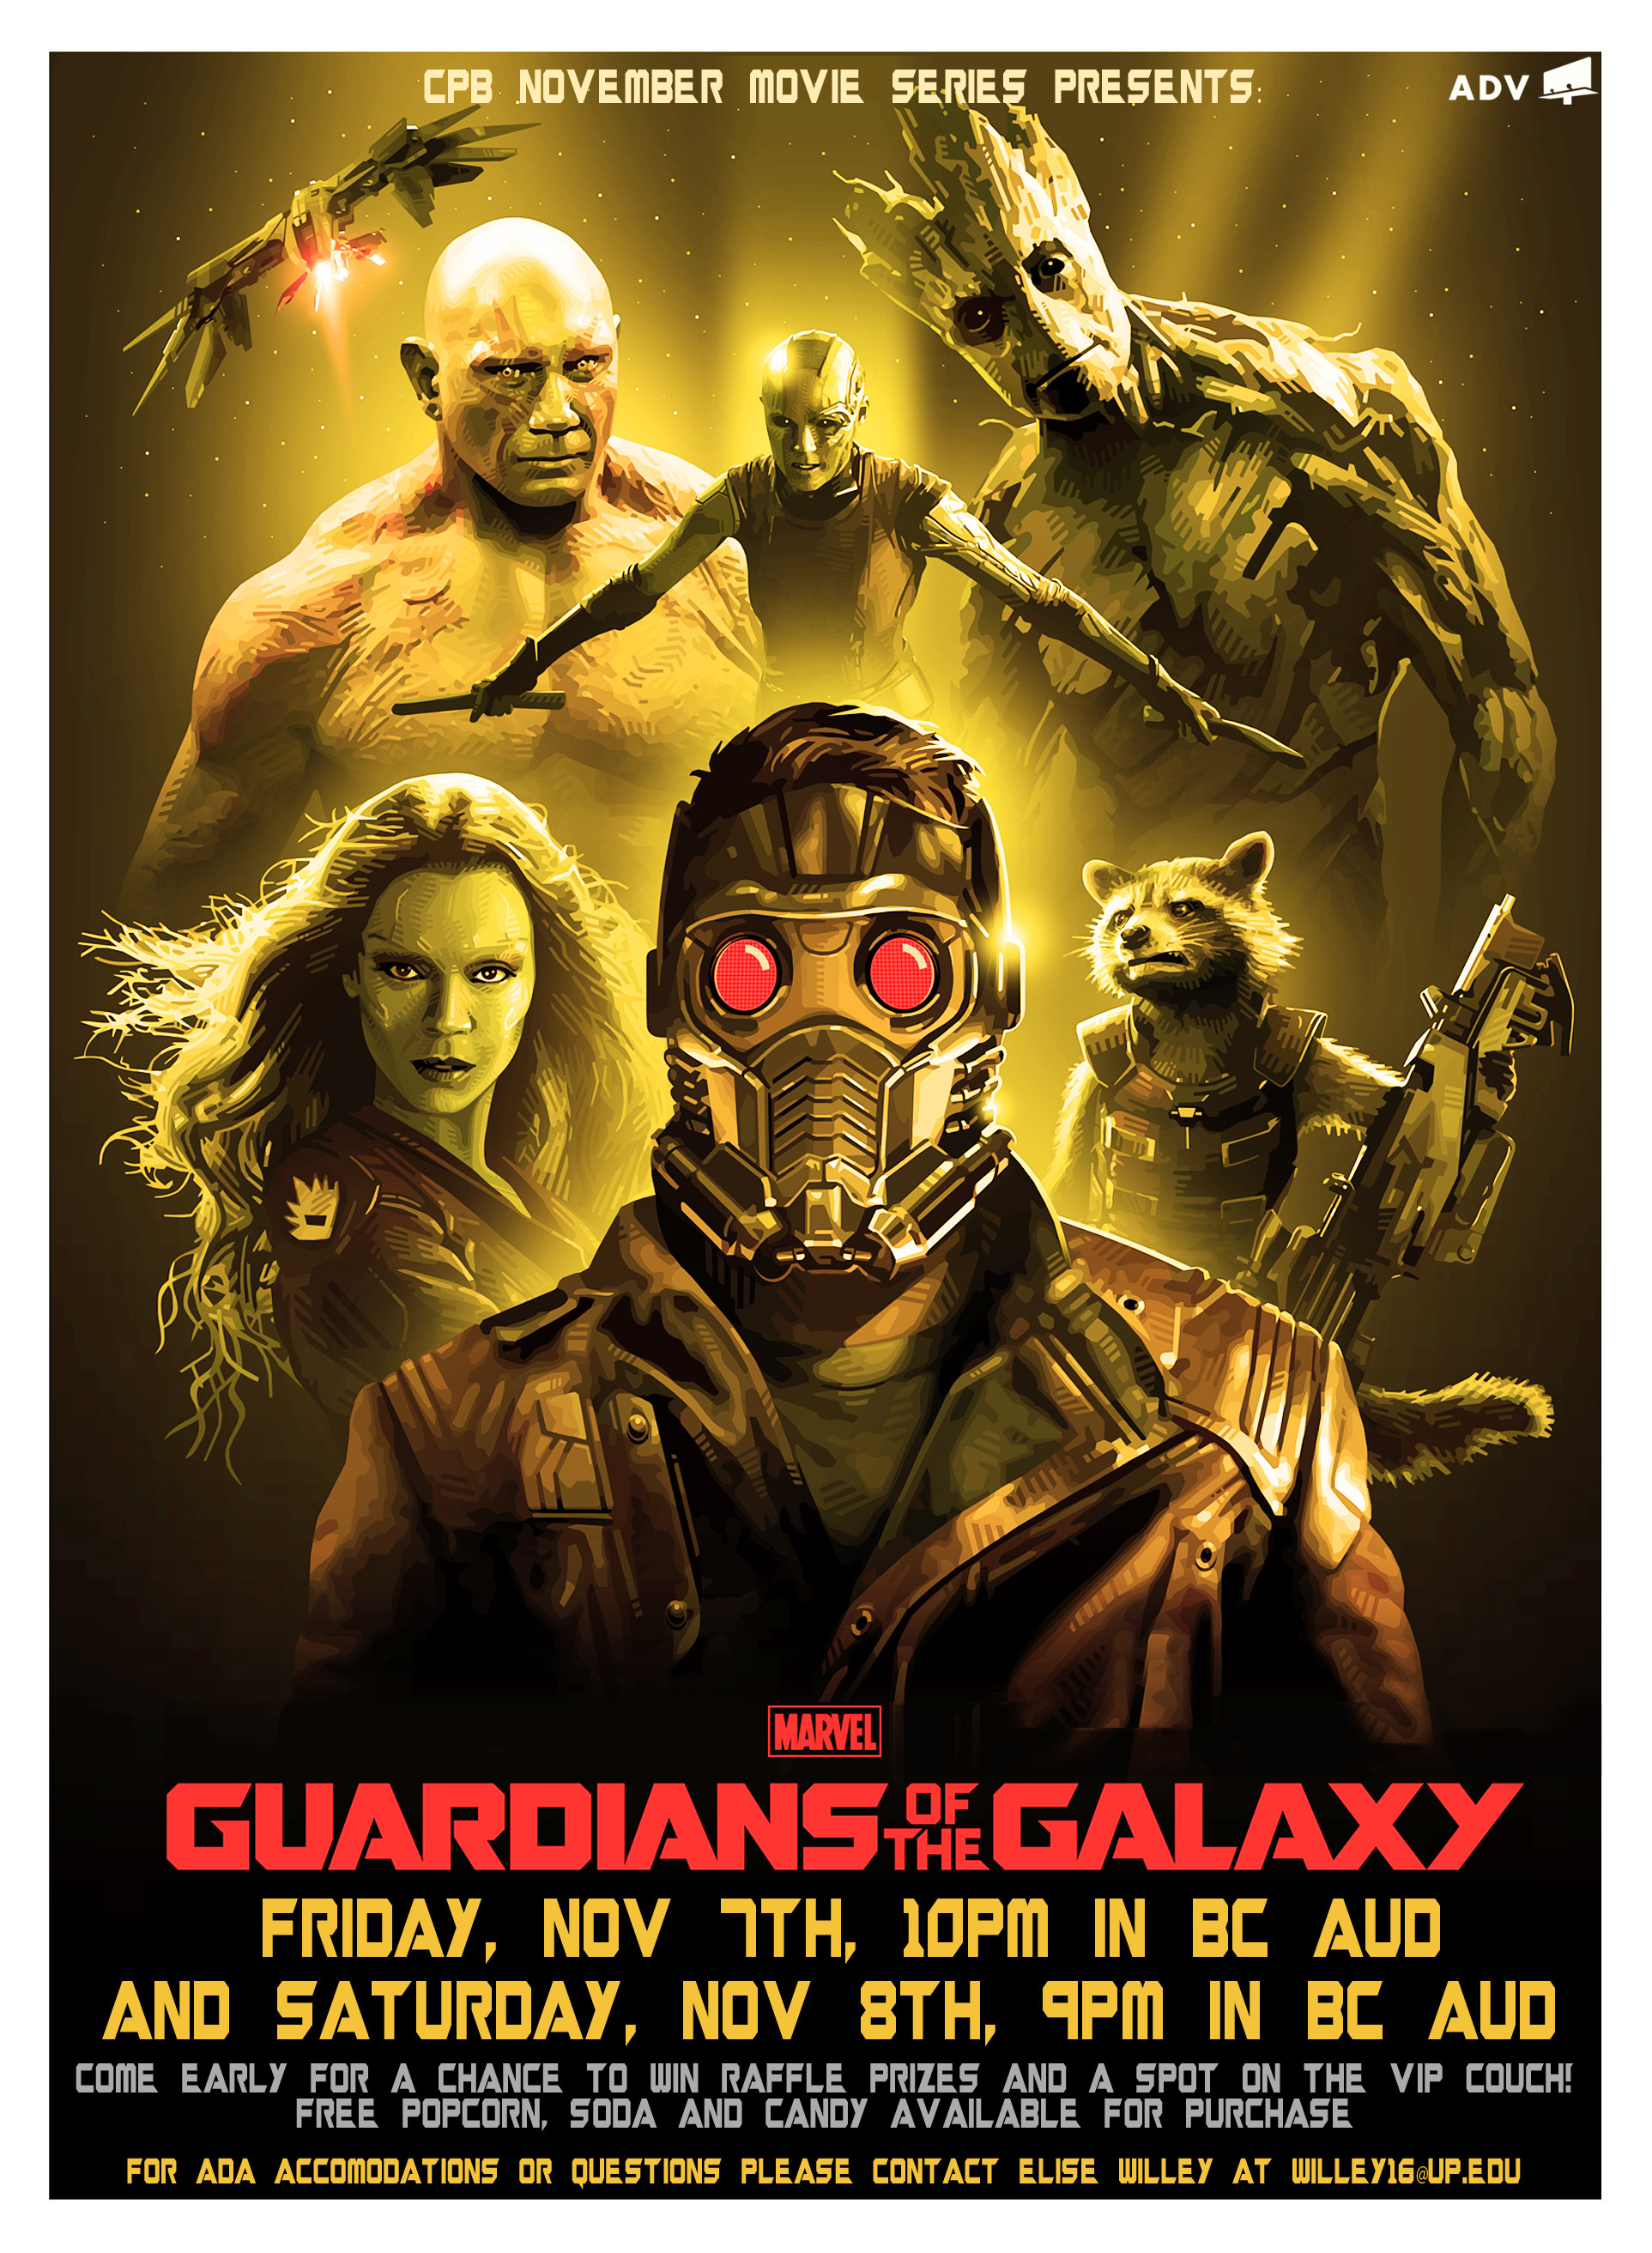 CPB NOVEMBER MOVIE SERIES PRESENTS:
ADV
MARVEL
GUARDIANS OF THE GALAXY
FRIDAY, NOV 7TH, 10PM IN BC AUD
AND SATURDAY, NOV 8TH, 9PM IN BC AUD
COME EARLY FOR A CHANCE TO WIN RAFFLE PRIZES AND A SPOT ON THE VIP COUCH!
FREE POPCORN, SODA AND CANDY AVAILABLE FOR PURCHASE
FOR ADA ACCOMODATIONS OR QUESTIONS PLEASE CONTACT ELISE WILLEY AT WILLEY16@UP.EDU